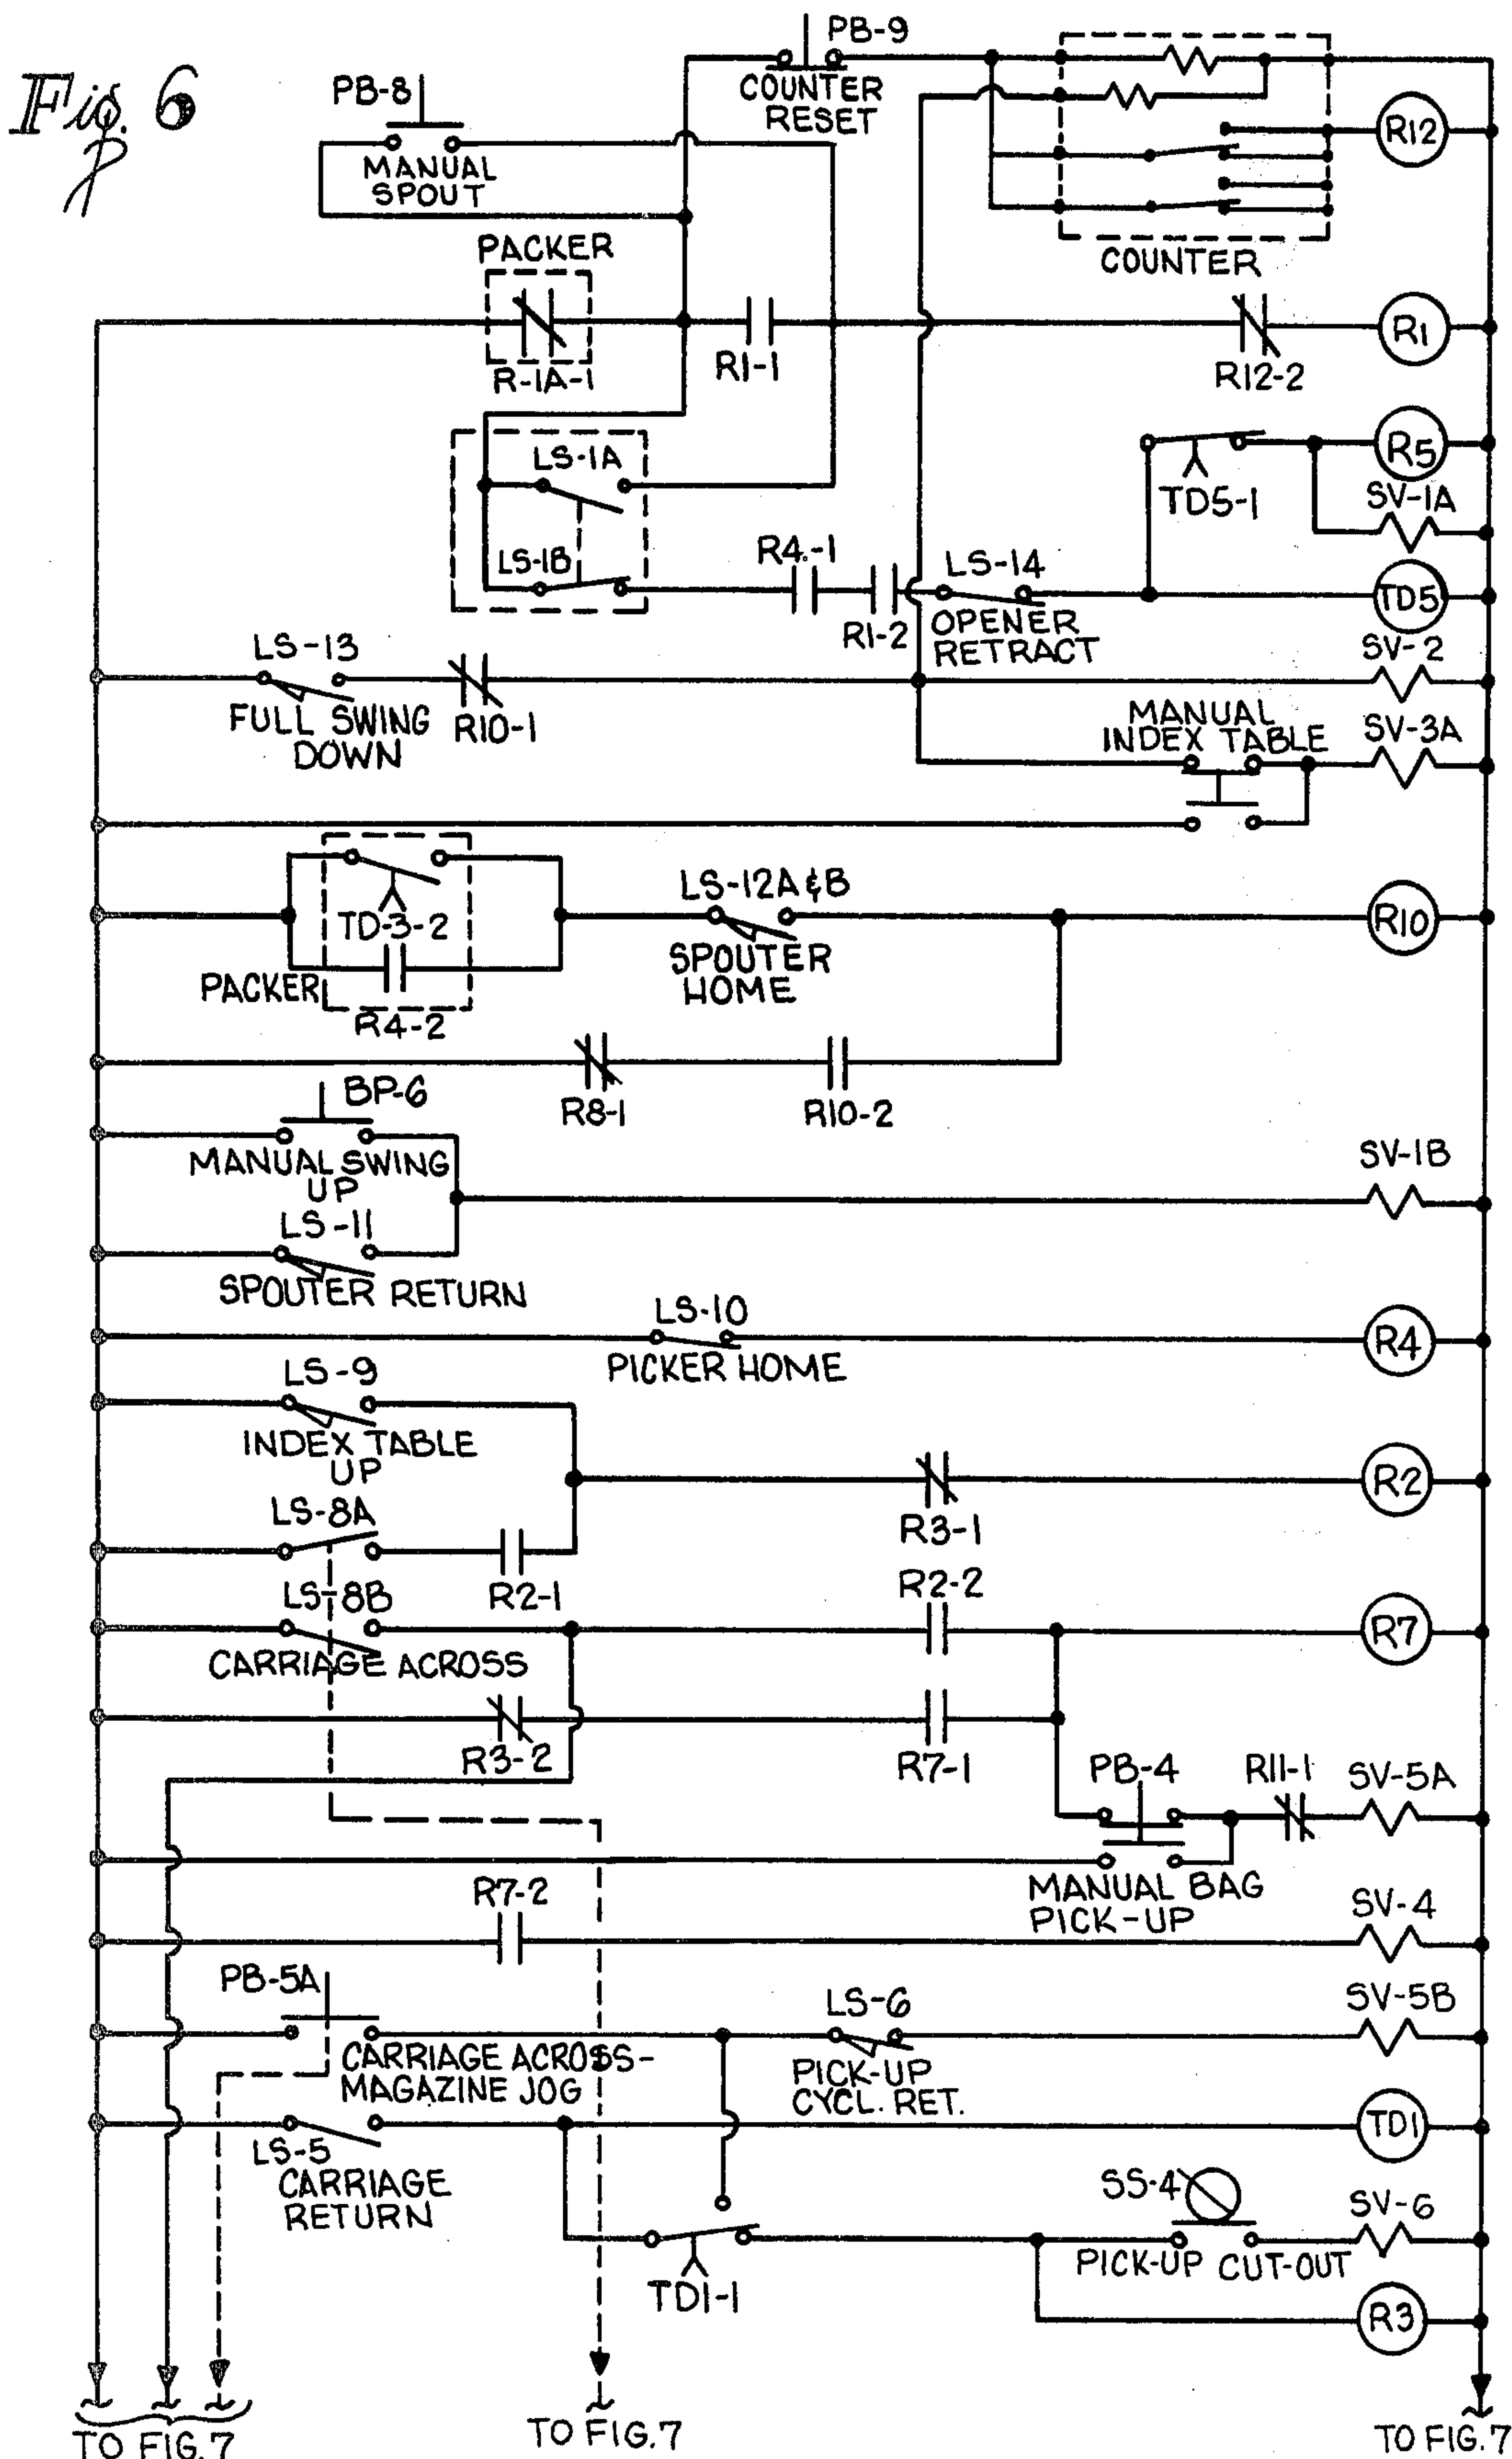 Fig. 6
PB-9
COUNTER
RESET
PB-8
MANUAL
SPOUT
R12
COUNTER
PACKER
R-1A-1
R1-1
R12-2
R1
LS-1A
TD5-1
R5
SV-1A
LS-1B
R4.-1
R1-2
LS-14
OPENER
RETRACT
TD5
LS-13
FULL SWING
DOWN
R10-1
SV-2
MANUAL
INDEX TABLE
SV-3A
TD-3-2
PACKER
R4-2
LS-12A & B
SPOUTER
HOME
R10
R8-1
R10-2
BP-6
MANUAL SWING
UP
SV-1B
LS-11
SPOUTER RETURN
LS-10
PICKER HOME
R4
LS-9
INDEX TABLE
UP
R3-1
R2
LS-8A
R2-1
LS-8B
CARRIAGE ACROSS
R2-2
R7
R3-2
R7-1
PB-4
R11-1
SV-5A
MANUAL BAG
PICK-UP
R7-2
SV-4
PB-5A
CARRIAGE ACROSS-
MAGAZINE JOG
LS-6
PICK-UP
CYCL. RET.
SV-5B
LS-5
CARRIAGE
RETURN
TD1
TD1-1
SS-4
PICK-UP CUT-OUT
SV-6
R3
TO FIG.7
TO FIG.7
TO FIG.7